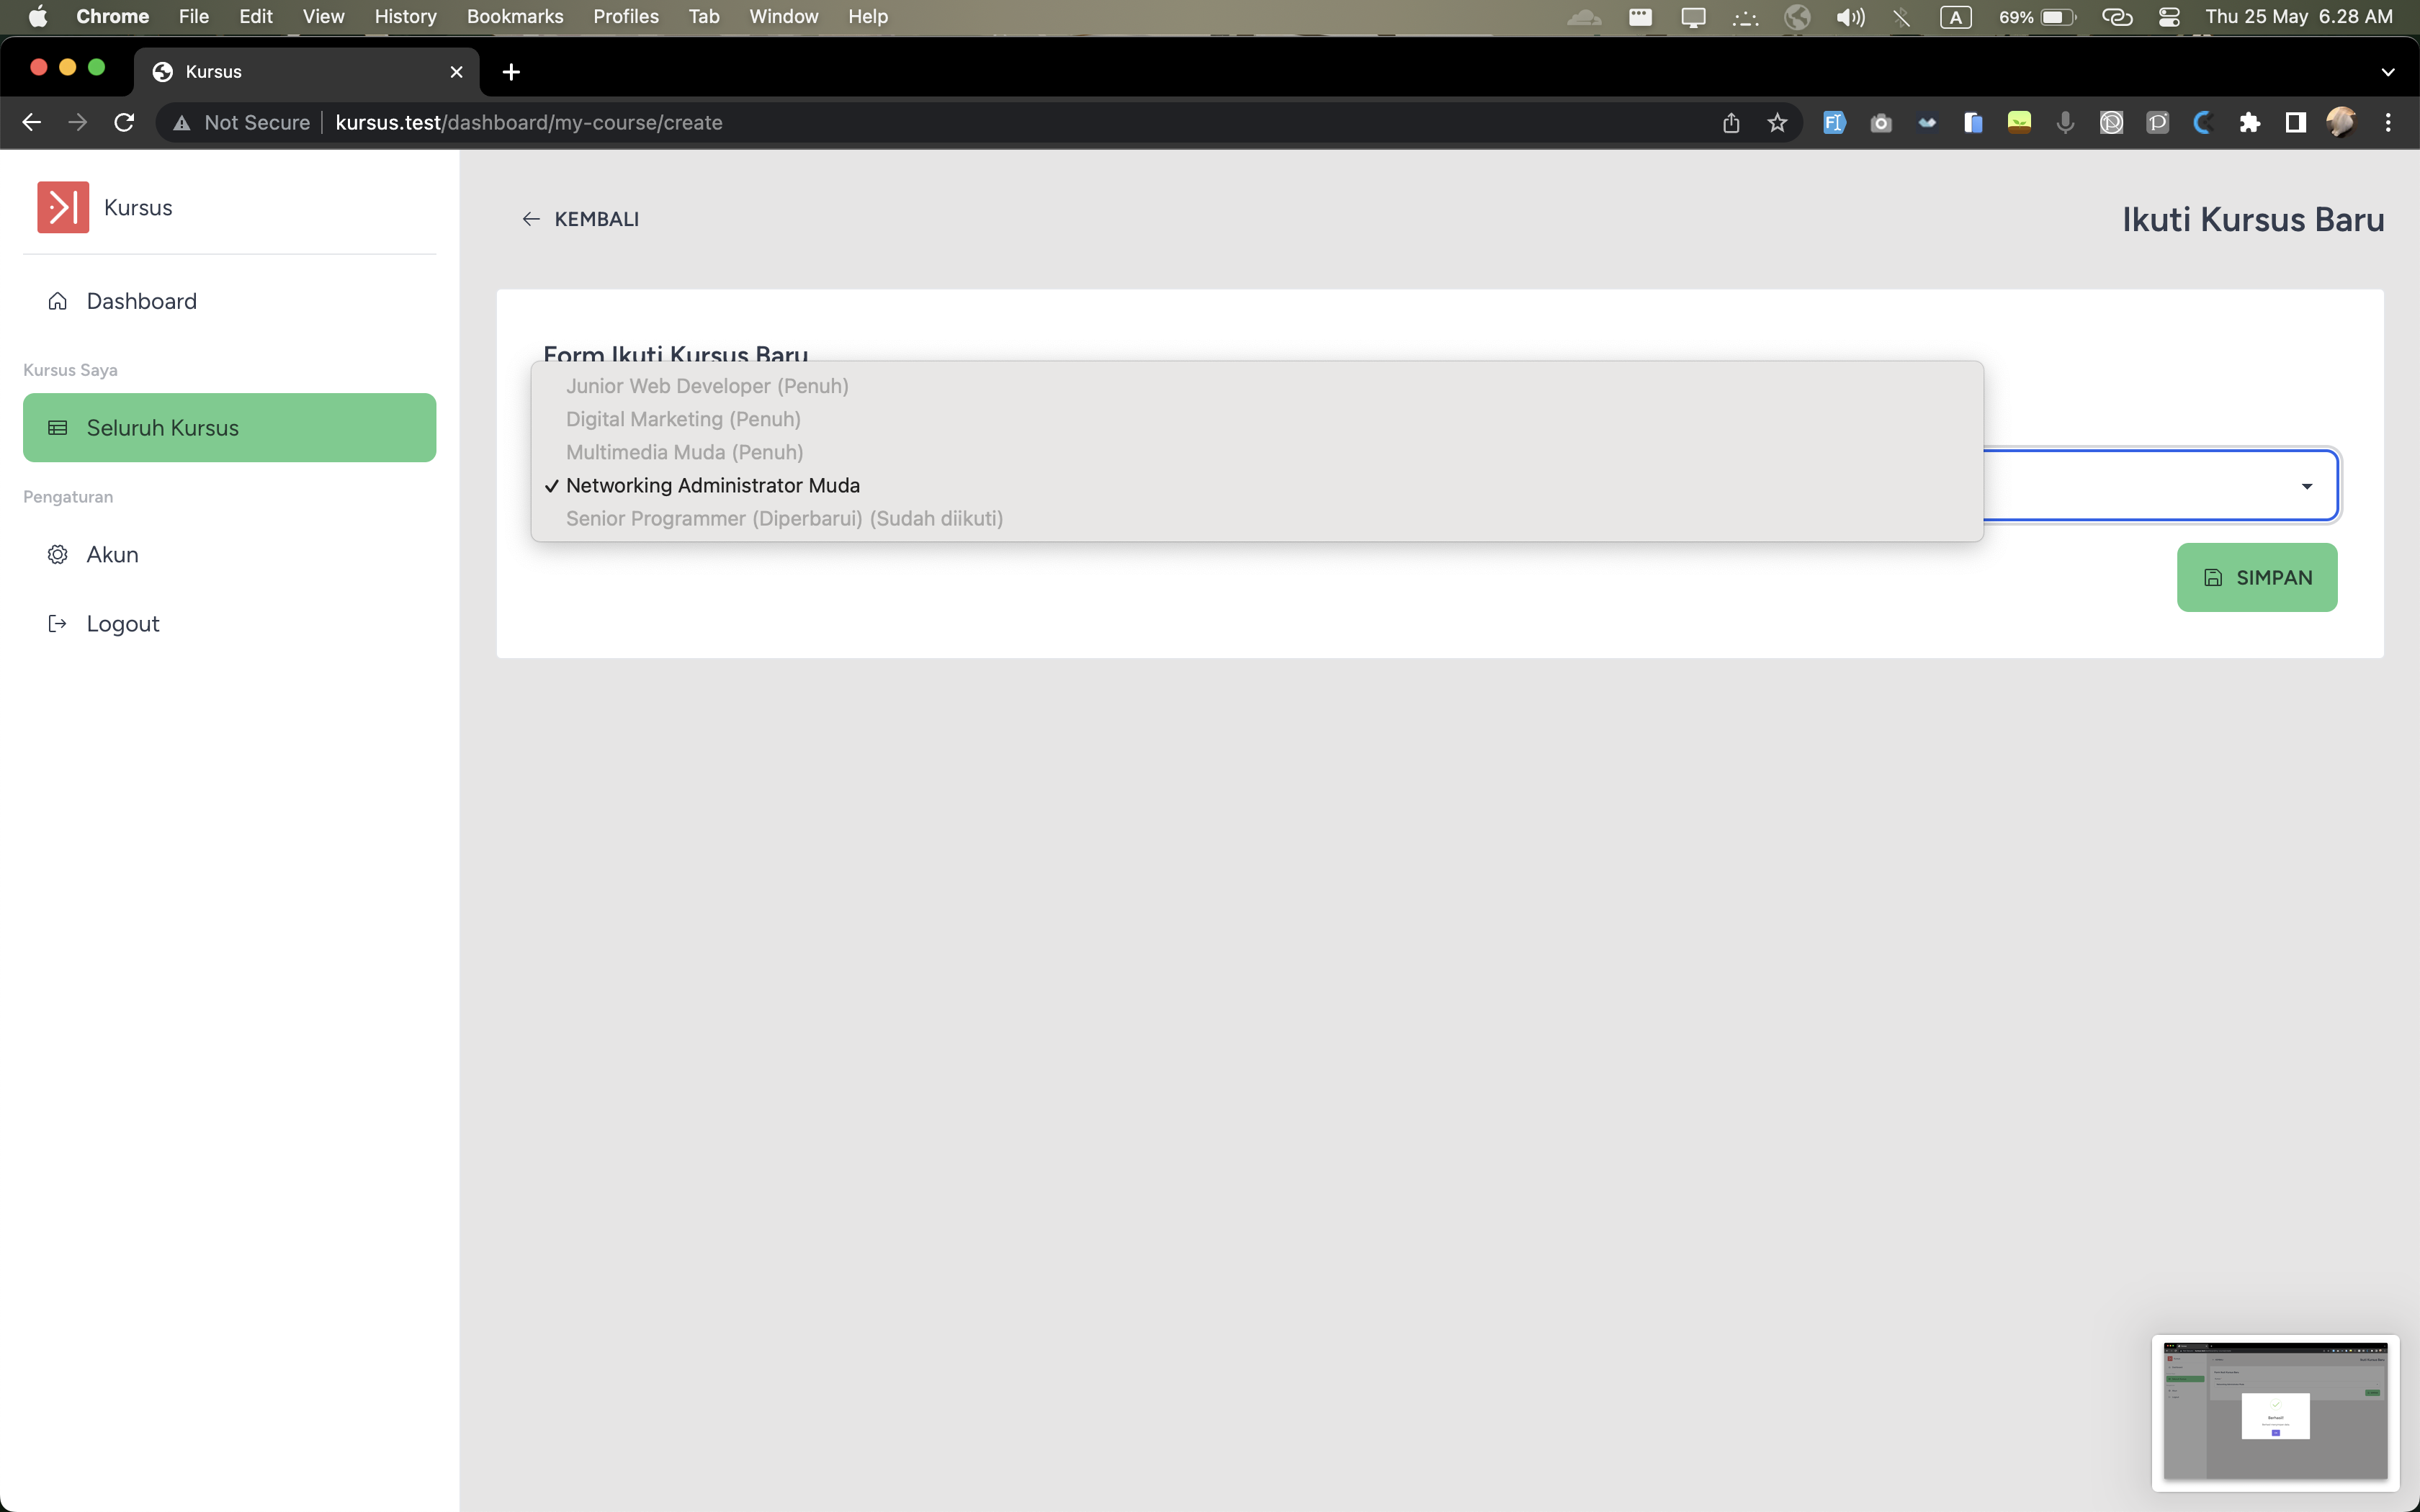 Chrome File Edit View History Bookmarks Profiles Tab Window Help A 69% Thu 25 May 6.28 AM
Kursus
Not Secure kursus.test/dashboard/my-course/create
Kursus
Dashboard
Kursus Saya
Seluruh Kursus
Pengaturan
Akun
Logout
KEMBALI
Ikuti Kursus Baru
Form Ikuti Kursus Baru
Junior Web Developer (Penuh)
Digital Marketing (Penuh)
Multimedia Muda (Penuh)
Networking Administrator Muda
Senior Programmer (Diperbarui) (Sudah diikuti)
SIMPAN